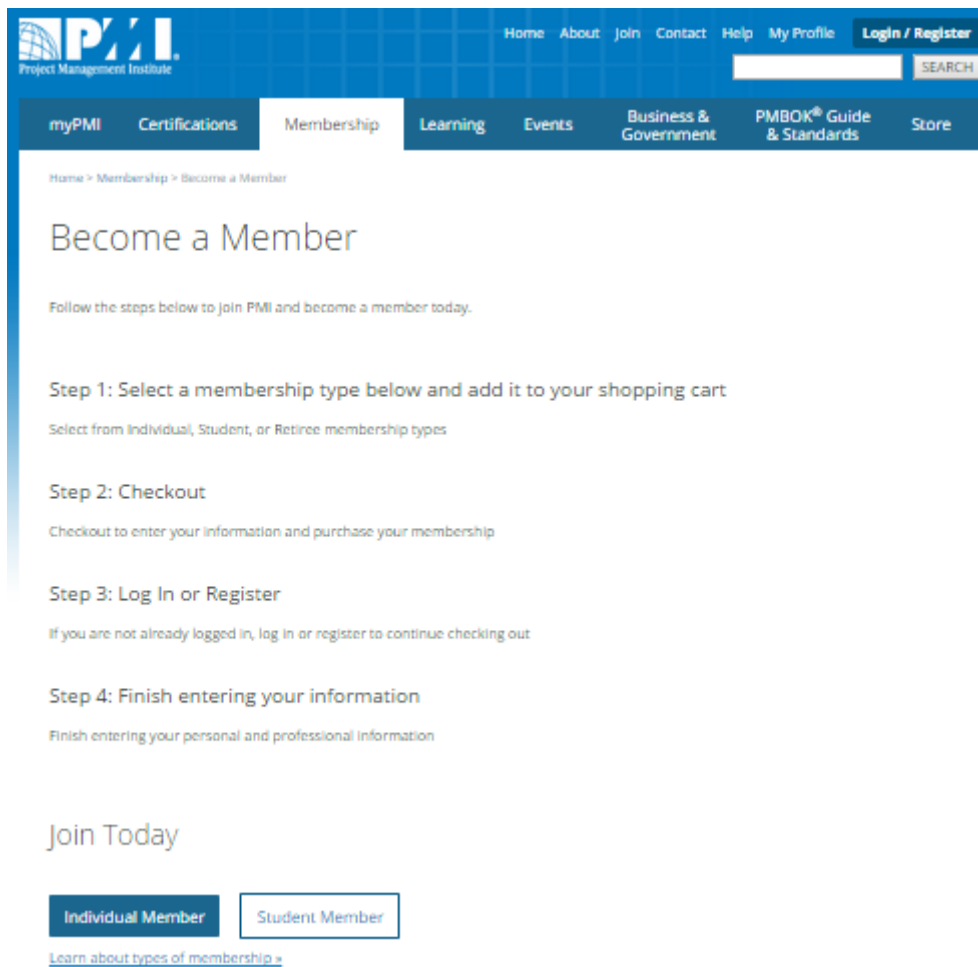 PMI.
Project Management Institute
Home About Join Contact Help My Profile Login / Register
SEARCH
myPMI Certifications Membership Learning Events Business & Government PMBOK® Guide & Standards Store
Home > Membership > Become a Member
Become a Member
Follow the steps below to join PMI and become a member today.
Step 1: Select a membership type below and add it to your shopping cart
Select from Individual, Student, or Retiree membership types
Step 2: Checkout
Checkout to enter your information and purchase your membership
Step 3: Log In or Register
If you are not already logged in, log in or register to continue checking out
Step 4: Finish entering your information
Finish entering your personal and professional information
Join Today
Individual Member Student Member
Learn about types of membership »